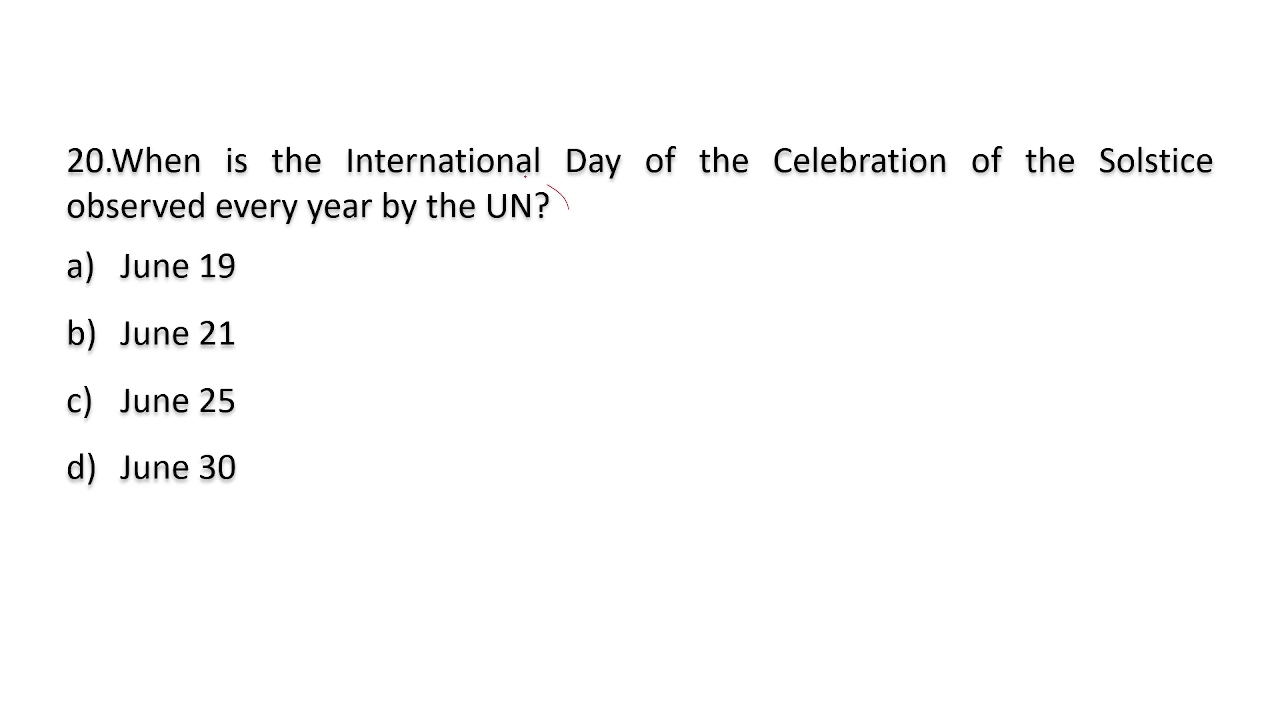 20.When is the International Day of the Celebration of the Solstice
observed every year by the UN?
a) June 19
b) June 21
c) June 25
d) June 30